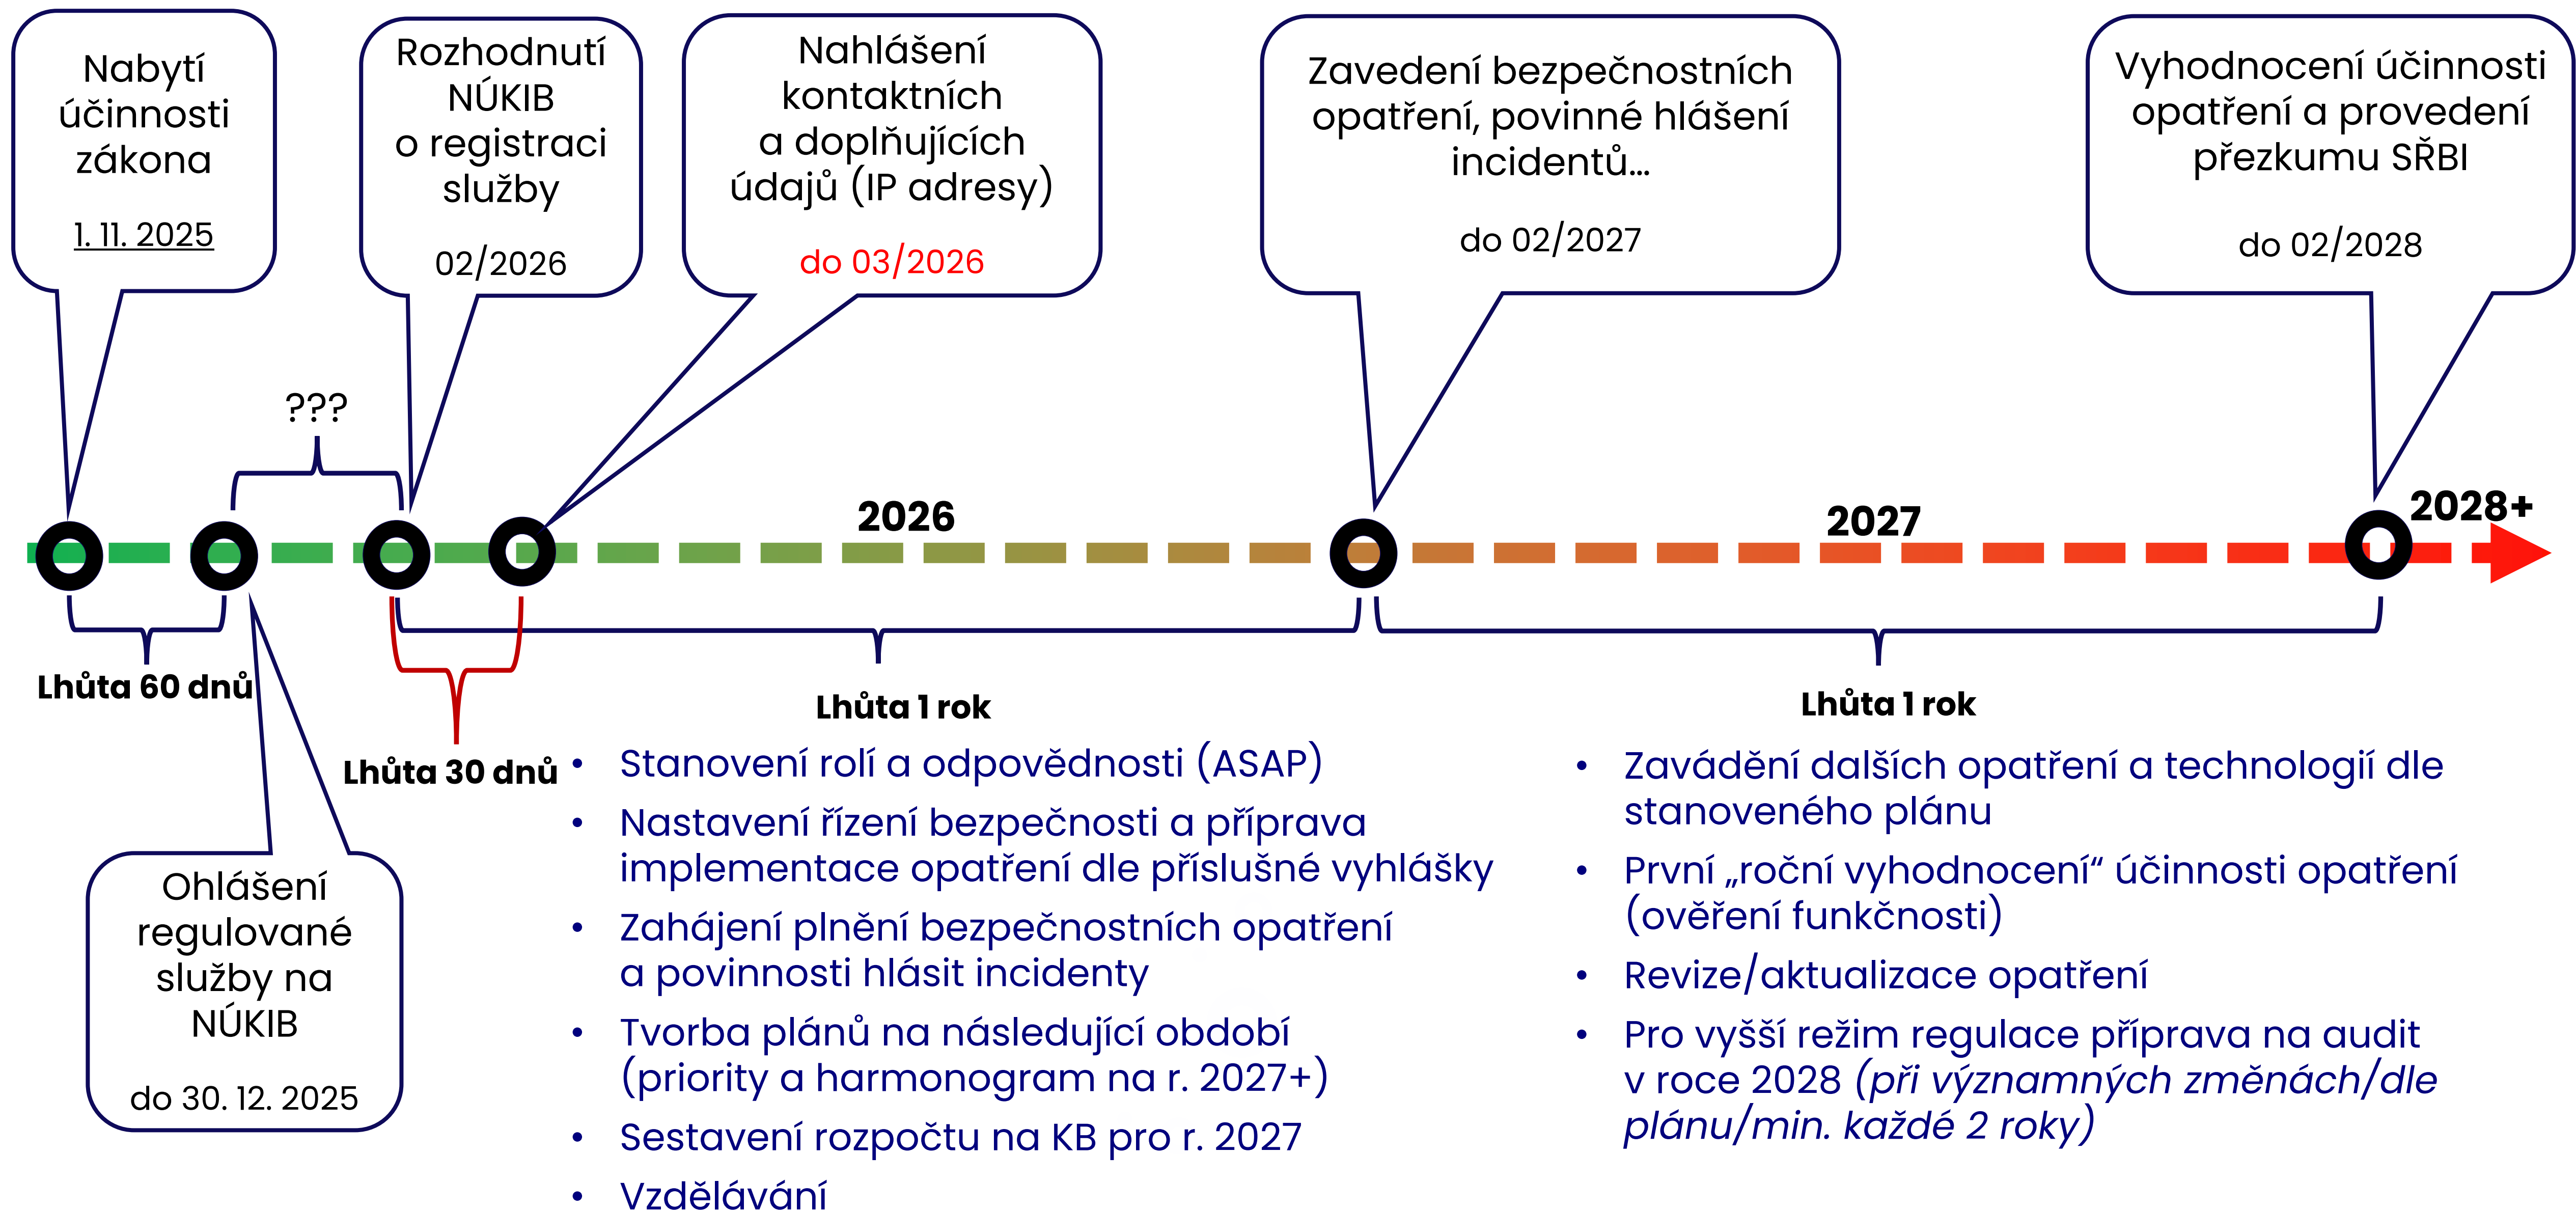 Nabytí
účinnosti
zákona
1. 11. 2025
Rozhodnutí
NÚKIB
o registraci
služby
02/2026
Nahlášení
kontaktních
a doplňujících
údajů (IP adresy)
do 03/2026
Zavedení bezpečnostních
opatření, povinné hlášení
incidentů…
do 02/2027
Vyhodnocení účinnosti
opatření a provedení
přezkumu SŘBI
do 02/2028
???
2026
2027
2028+
Lhůta 60 dnů
Lhůta 30 dnů
Lhůta 1 rok
Lhůta 1 rok
Ohlášení
regulované
služby na
NÚKIB
do 30. 12. 2025
• Stanovení rolí a odpovědnosti (ASAP)
• Nastavení řízení bezpečnosti a příprava
implementace opatření dle příslušné vyhlášky
• Zahájení plnění bezpečnostních opatření
a povinnosti hlásit incidenty
• Tvorba plánů na následující období
(priority a harmonogram na r. 2027+)
• Sestavení rozpočtu na KB pro r. 2027
• Vzdělávání
• Zavádění dalších opatření a technologií dle
stanoveného plánu
• První „roční vyhodnocení“ účinnosti opatření
(ověření funkčnosti)
• Revize/aktualizace opatření
• Pro vyšší režim regulace příprava na audit
v roce 2028 (při významných změnách/dle
plánu/min. každé 2 roky)